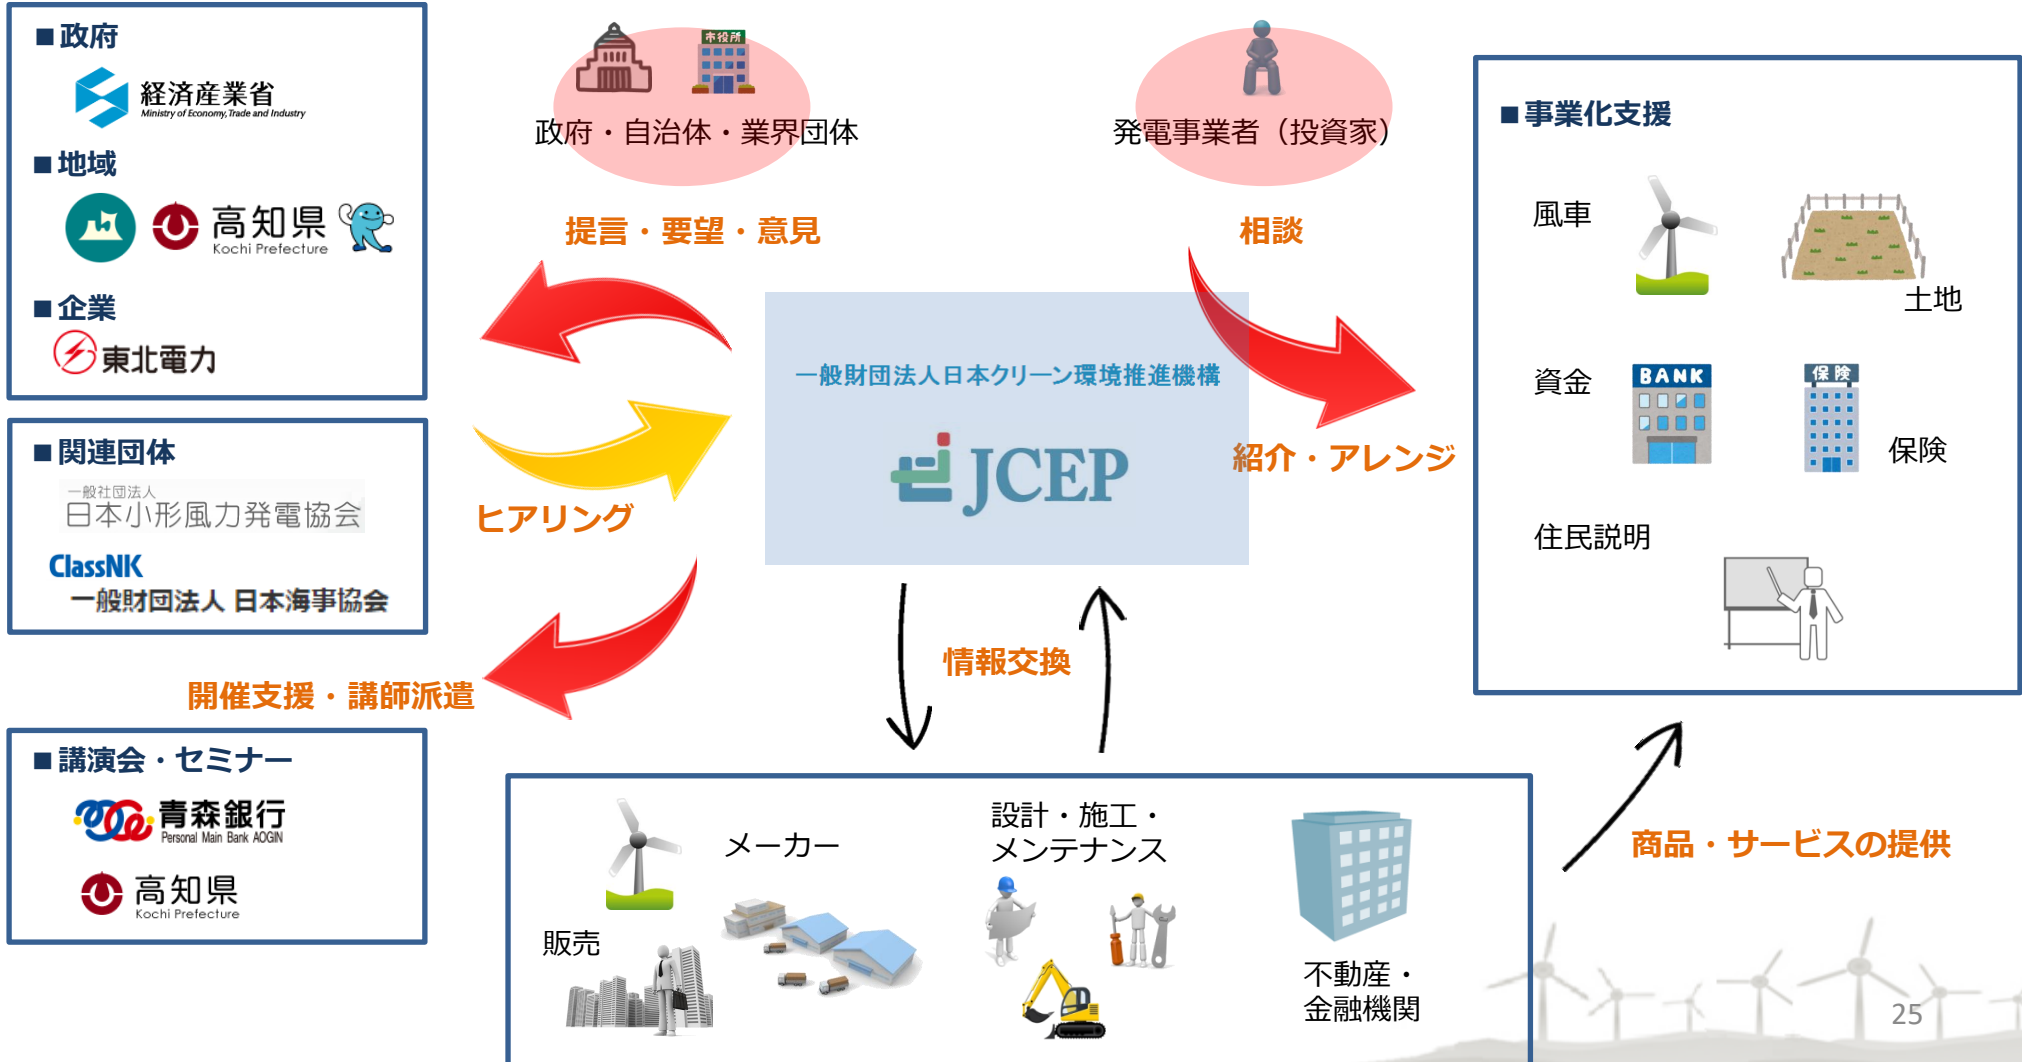 ■政府
経済産業省
Ministry of Economy, Trade and Industry
■地域
高知県
Kochi Prefecture
■企業
東北電力
■関連団体
一般社団法人
日本小形風力発電協会
ClassNK
一般財団法人 日本海事協会
開催支援・講師派遣
■講演会・セミナー
青森銀行
Personal Main Bank AOGIN
高知県
Kochi Prefecture
市役所
政府・自治体・業界団体
提言・要望・意見
ヒアリング
発電事業者（投資家）
相談
一般財団法人日本クリーン環境推進機構
JCEP
紹介・アレンジ
情報交換
■事業化支援
風車
土地
資金
BANK
保険
保険
住民説明
メーカー
販売
設計・施工・
メンテナンス
不動産・
金融機関
商品・サービスの提供
25